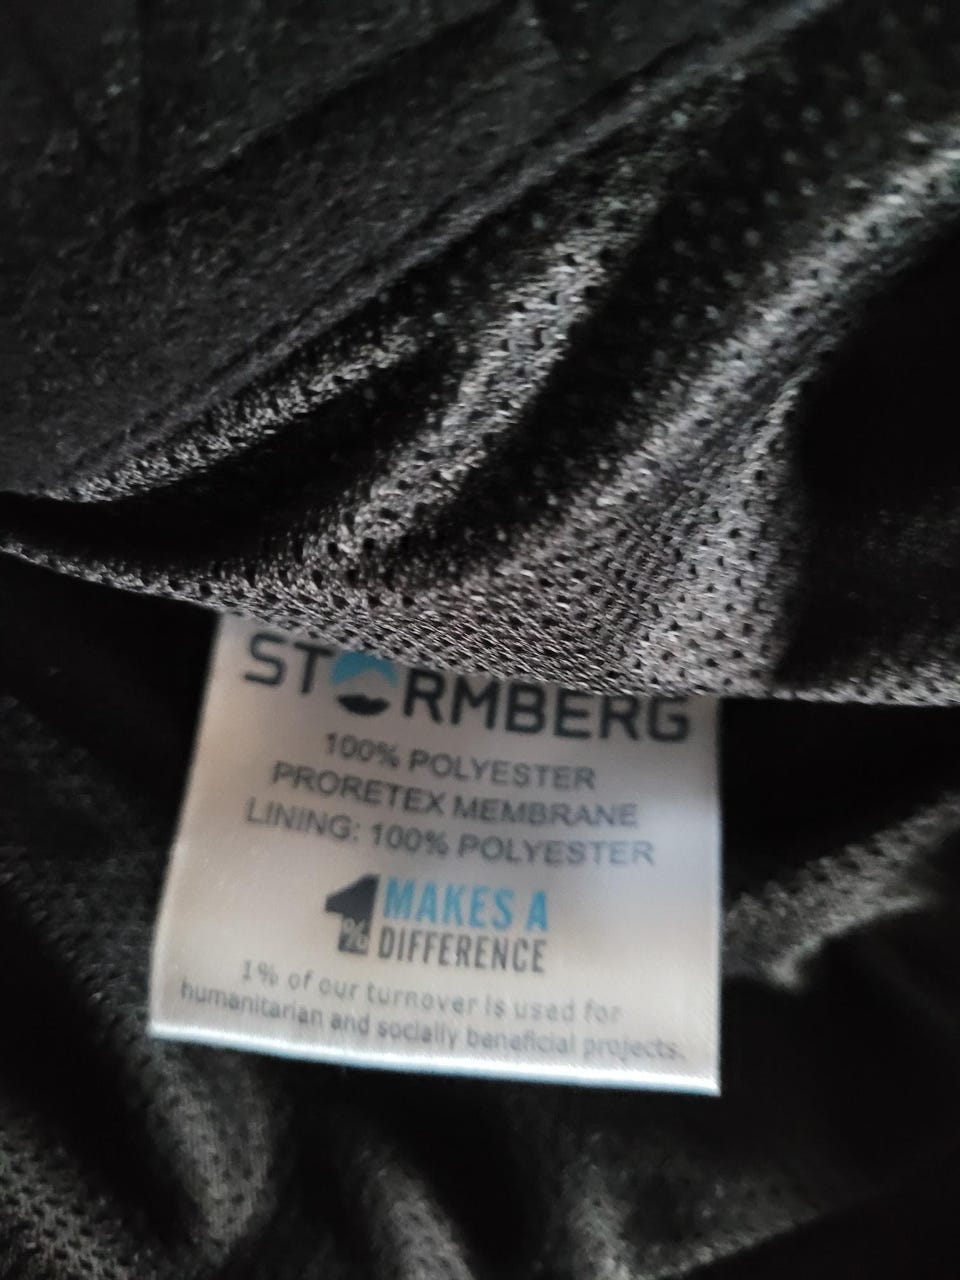 STORMBERG
100% POLYESTER
PRORETEX MEMBRANE
LINING: 100% POLYESTER
1% MAKES A
DIFFERENCE
1% of our turnover is used for
humanitarian and socially beneficial projects.